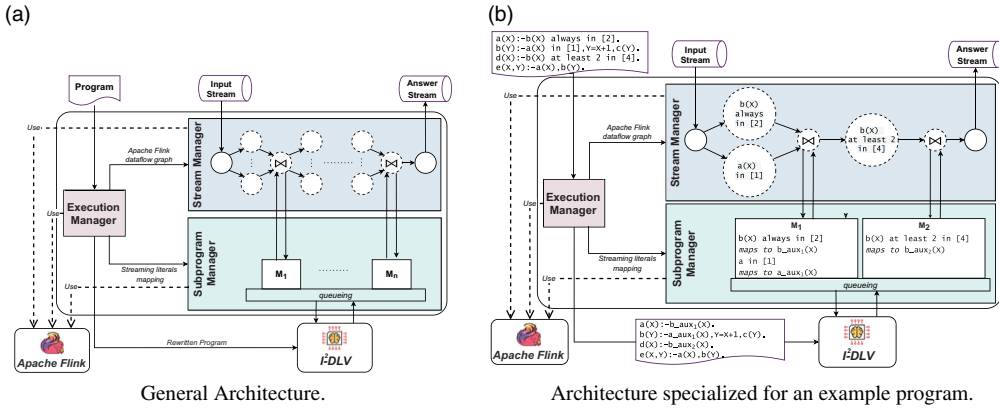 (a)
Program
Input
Stream
Answer
Stream
Use
Apache Flink
dataflow graph
Stream Manager
⋈
⋈
Execution
Manager
Use
Use
Streaming literals
mapping
Subprogram
Manager
M1
Mn
queueing
Apache Flink
Rewritten Program
I²DLV
General Architecture.
(b)
a(X):-b(X) always in [2].
b(Y):-a(X) in [1],Y=X+1,c(Y).
d(X):-b(X) at least 2 in [4].
e(X,Y):-a(X),b(Y).
Input
Stream
Answer
Stream
Use
Apache Flink
dataflow graph
Stream Manager
b(X)
always
in [2]
a(X)
in [1]
⋈
b(X)
at least 2
in [4]
⋈
Execution
Manager
Use
Use
Streaming literals
mapping
Subprogram
Manager
M1
b(X) always in [2]
maps to b_aux1(X)
a in [1]
maps to a_aux1(X)
M2
b(X) at least 2 in [4]
maps to b_aux2(X)
queueing
Apache Flink
a(X):-b_aux1(X).
b(Y):-a_aux1(X),Y=X+1,c(Y).
d(X):-b_aux2(X).
e(X,Y):-a(X),b(Y).
I²DLV
Architecture specialized for an example program.